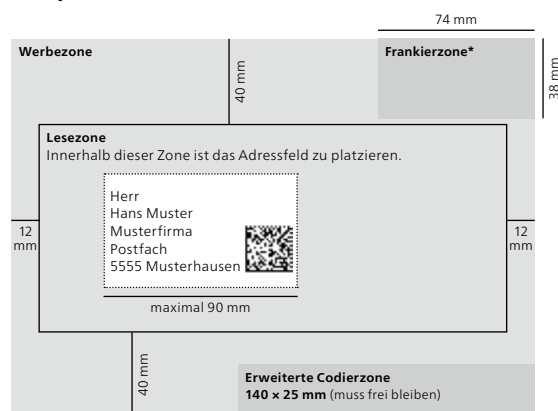 74 mm
Werbezone
Frankierzone*
40 mm
38 mm
Lesezone
Innerhalb dieser Zone ist das Adressfeld zu platzieren.
Herr
Hans Muster
Musterfirma
Postfach
5555 Musterhausen
12
mm
12
mm
maximal 90 mm
40 mm
Erweiterte Codierzone
140 × 25 mm (muss frei bleiben)